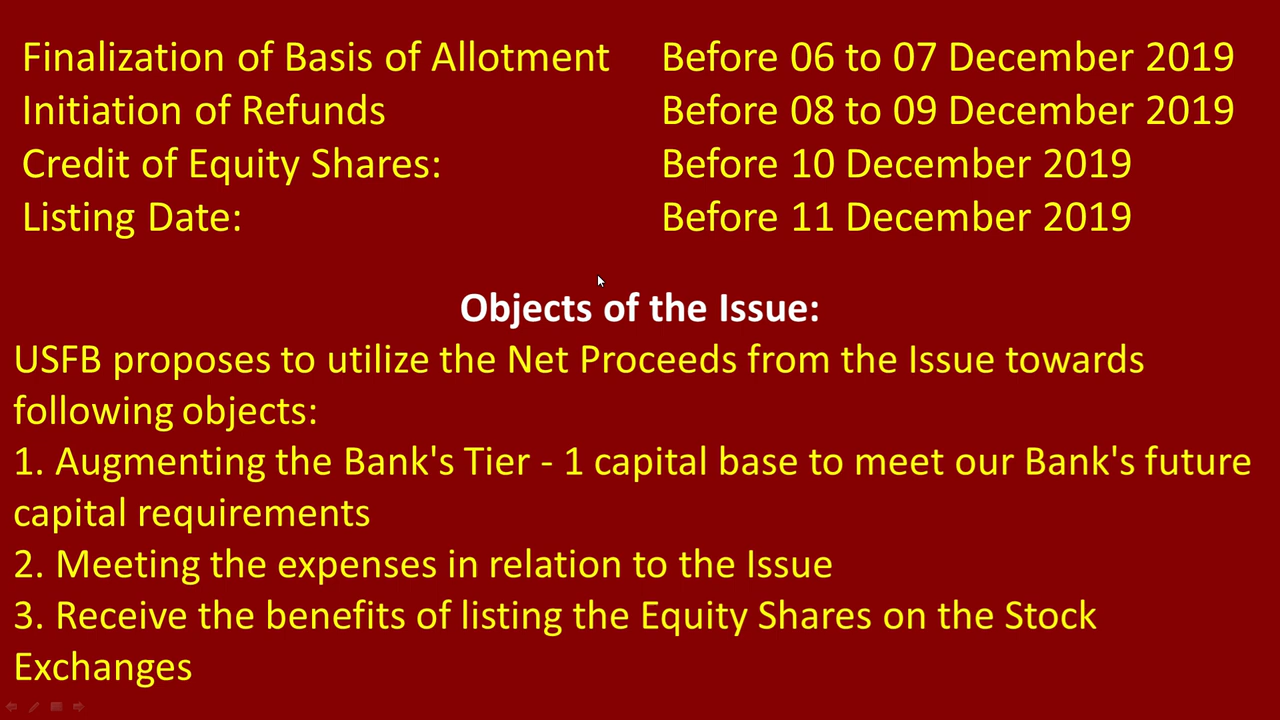 Finalization of Basis of Allotment Before 06 to 07 December 2019
Initiation of Refunds Before 08 to 09 December 2019
Credit of Equity Shares: Before 10 December 2019
Listing Date: Before 11 December 2019
Objects of the Issue:
USFB proposes to utilize the Net Proceeds from the Issue towards
following objects:
1. Augmenting the Bank's Tier - 1 capital base to meet our Bank's future
capital requirements
2. Meeting the expenses in relation to the Issue
3. Receive the benefits of listing the Equity Shares on the Stock
Exchanges